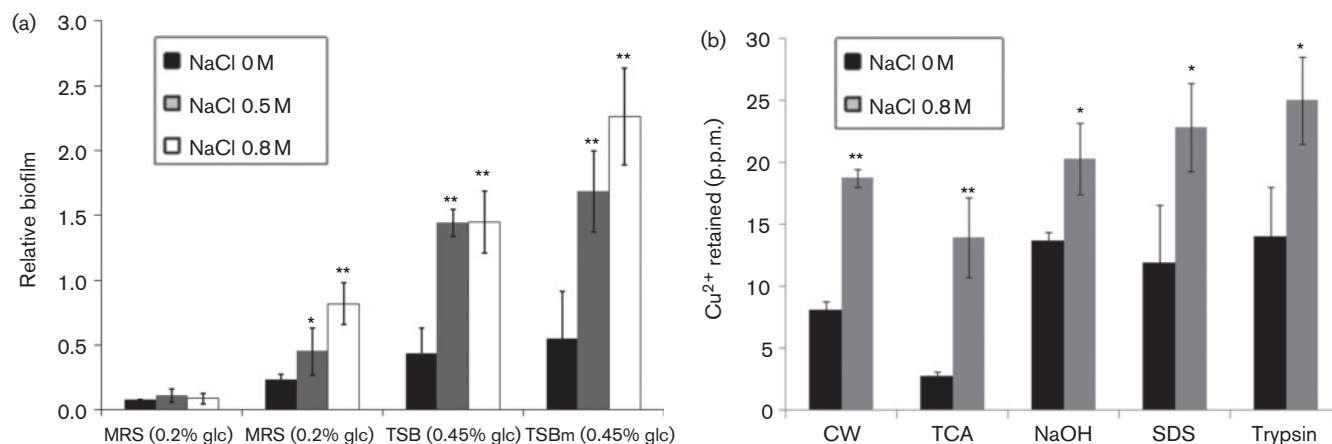 (a)
3.0
2.5
2.0
1.5
1.0
0.5
0.0
Relative biofilm
NaCl 0 M
NaCl 0.5 M
NaCl 0.8 M
*
**
**
**
**
**
MRS (0.2% glc) MRS (0.2% glc) TSB (0.45% glc) TSBm (0.45% glc)
(b)
30
25
20
15
10
5
0
Cu²⁺ retained (p.p.m.)
NaCl 0 M
NaCl 0.8 M
**
**
*
*
*
CW TCA NaOH SDS Trypsin